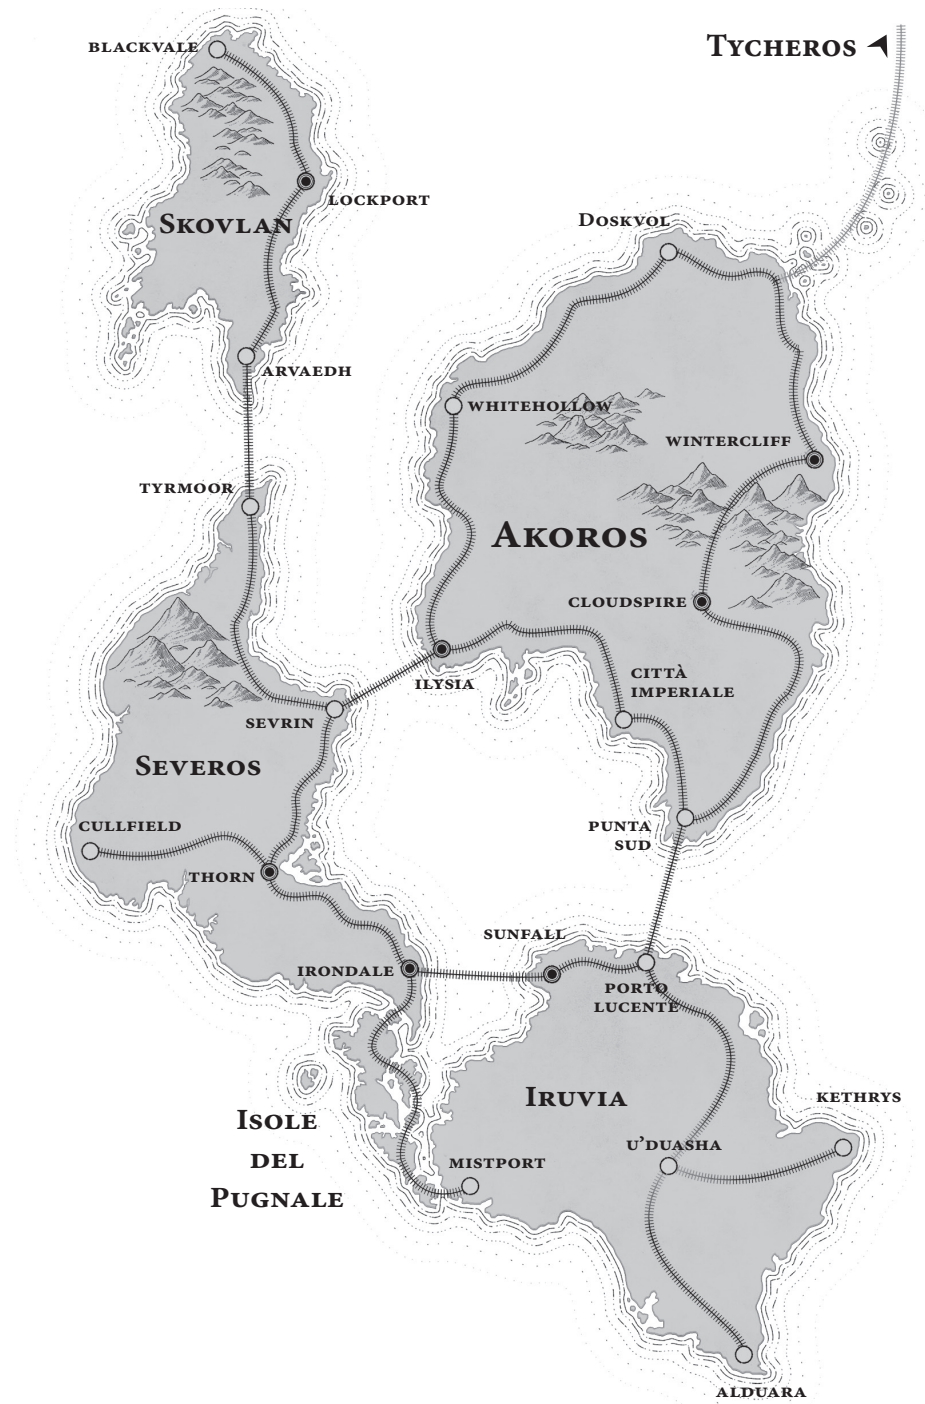 Tycheros
Blackvale
Lockport
Skovlan
Doskvol
Arvaedh
Whitehollow
Wintercliff
Tyrmoor
Akoros
Cloudspire
Ilysia
Città
Imperiale
Sevrin
Severos
Cullfield
Punta
Sud
Thorn
Sunfall
Irondale
Porto
Lucente
Iruvia
Kethrys
Isole
del
Pugnale
U'Duasha
Mistport
Alduara